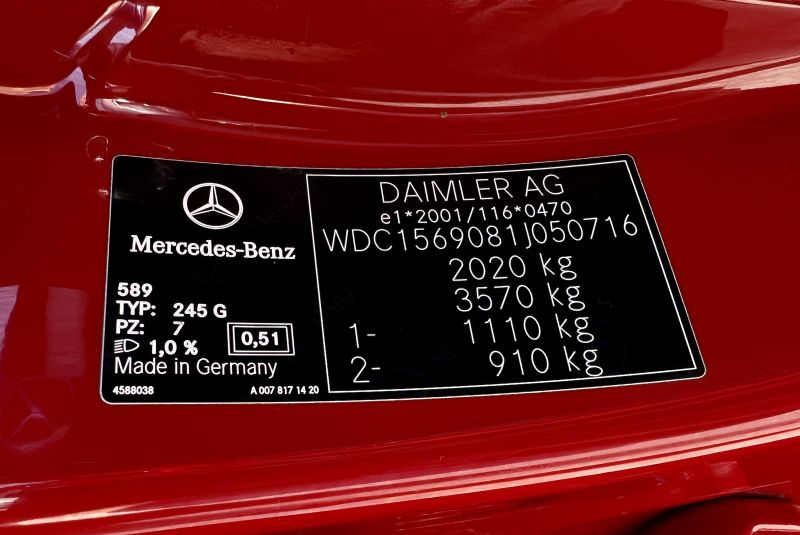 Mercedes-Benz
589
TYP: 245 G
PZ: 7
0,51
1,0 %
Made in Germany
4588038
A 007 817 14 20
DAIMLER AG
e1*2001/116*0470
WDC1569081J050716
2020 kg
3570 kg
1- 1110 kg
2- 910 kg